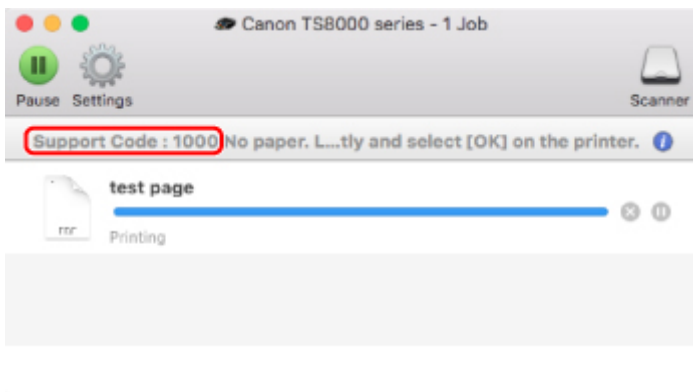 Canon TS8000 series - 1 Job
Pause Settings Scanner
Support Code : 1000 No paper. L...tly and select [OK] on the printer.
test page
Printing